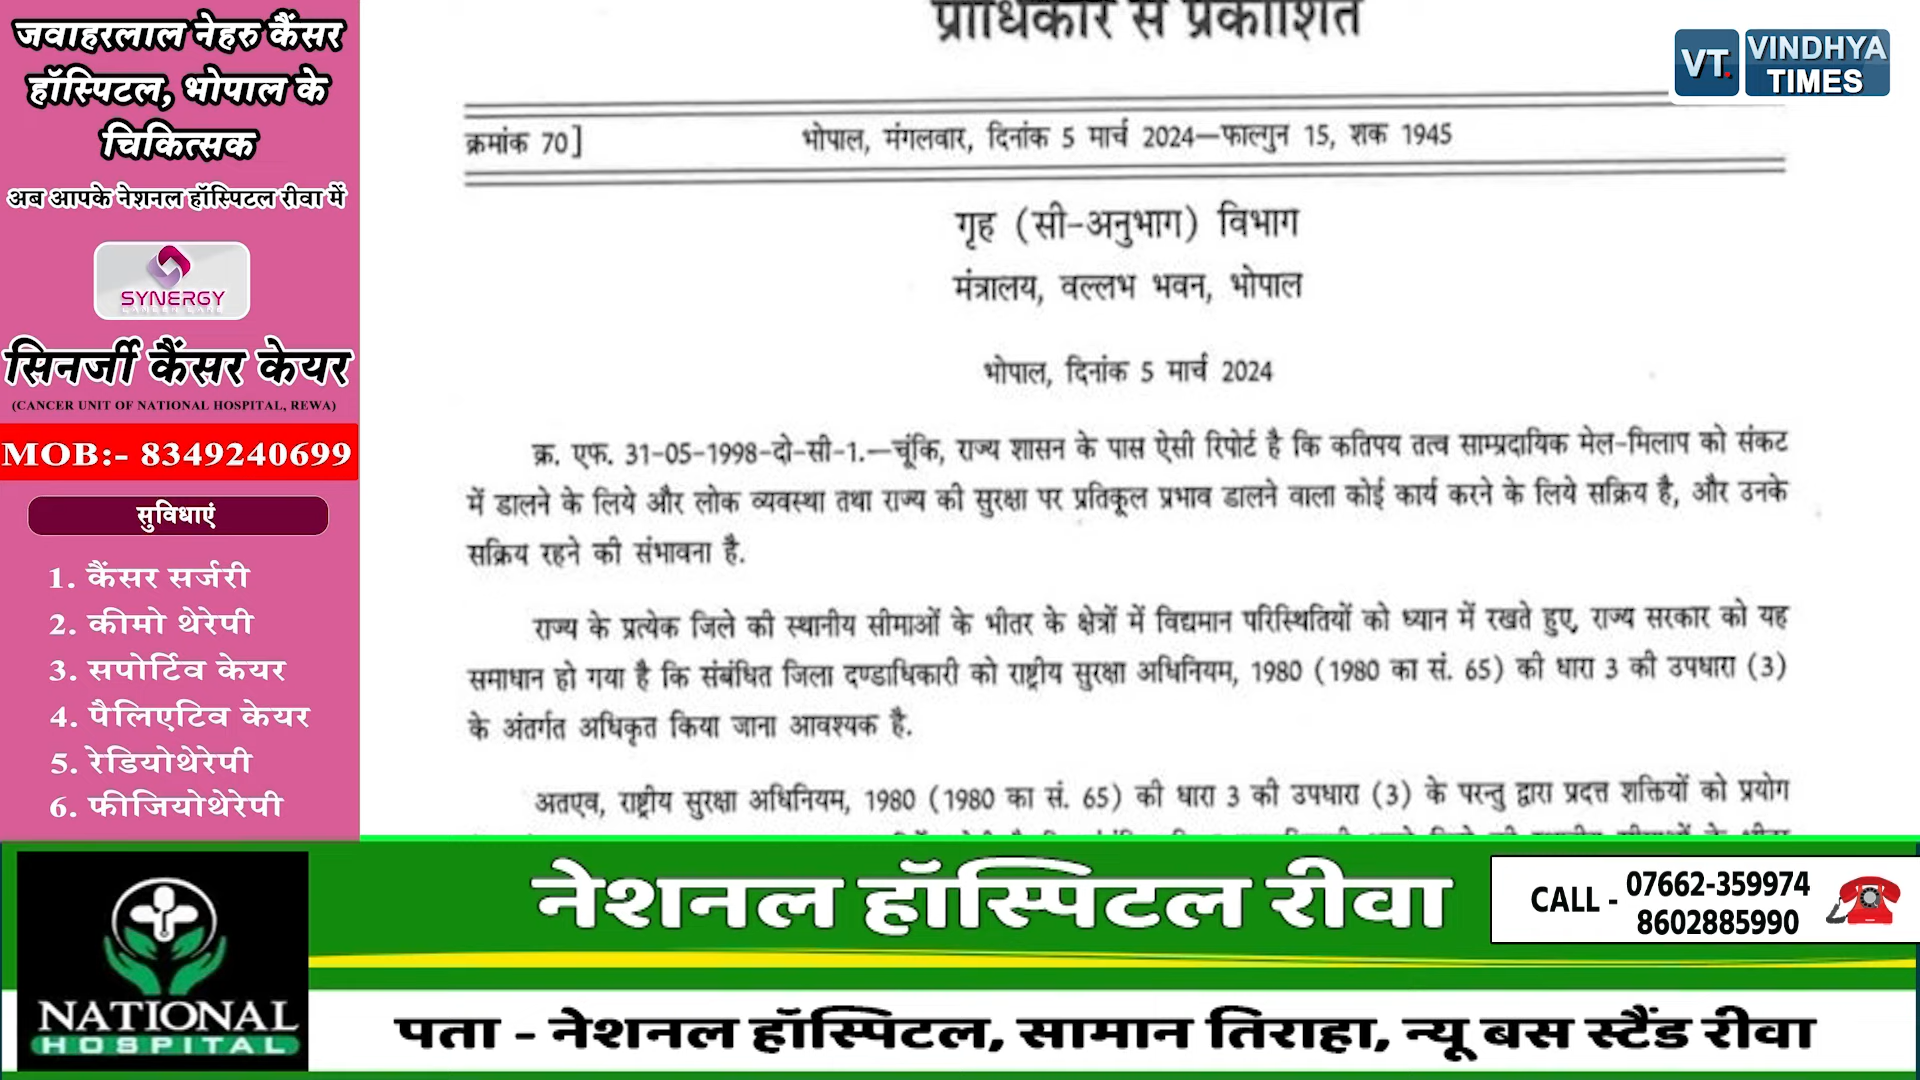 जवाहरलाल नेहरु कैंसर
हॉस्पिटल, भोपाल के
चिकित्सक
अब आपके नेशनल हॉस्पिटल रीवा में
SYNERGY
सिनर्जी कैंसर केयर
(CANCER UNIT OF NATIONAL HOSPITAL, REWA)
MOB:- 8349240699
सुविधाएं
1. कैंसर सर्जरी
2. कीमो थेरेपी
3. सपोर्टिव केयर
4. पैलिएटिव केयर
5. रेडियोथेरेपी
6. फीजियोथेरेपी
प्राधिकार से प्रकाशित
VT. VINDHYA
TIMES
क्रमांक 70]
भोपाल, मंगलवार, दिनांक 5 मार्च 2024—फाल्गुन 15, शक 1945
गृह (सी-अनुभाग) विभाग
मंत्रालय, वल्लभ भवन, भोपाल
भोपाल, दिनांक 5 मार्च 2024
क्र. एफ. 31-05-1998-दो-सी-1.—चूंकि, राज्य शासन के पास ऐसी रिपोर्ट है कि कतिपय तत्व साम्प्रदायिक मेल-मिलाप को संकट
में डालने के लिये और लोक व्यवस्था तथा राज्य की सुरक्षा पर प्रतिकूल प्रभाव डालने वाला कोई कार्य करने के लिये सक्रिय है, और उनके
सक्रिय रहने की संभावना है.
राज्य के प्रत्येक जिले की स्थानीय सीमाओं के भीतर के क्षेत्रों में विद्यमान परिस्थितियों को ध्यान में रखते हुए, राज्य सरकार को यह
समाधान हो गया है कि संबंधित जिला दण्डाधिकारी को राष्ट्रीय सुरक्षा अधिनियम, 1980 (1980 का सं. 65) की धारा 3 की उपधारा (3)
के अंतर्गत अधिकृत किया जाना आवश्यक है.
अतएव, राष्ट्रीय सुरक्षा अधिनियम, 1980 (1980 का सं. 65) की धारा 3 की उपधारा (3) के परन्तु द्वारा प्रदत्त शक्तियों को प्रयोग
नेशनल हॉस्पिटल रीवा
CALL - 07662-359974
8602885990
NATIONAL
HOSPITAL
पता - नेशनल हॉस्पिटल, सामान तिराहा, न्यू बस स्टैंड रीवा